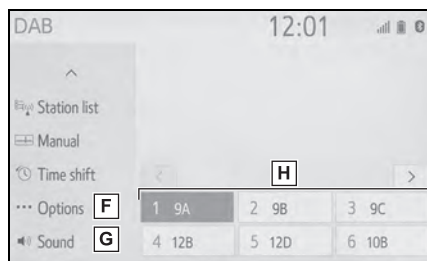 DAB 12:01
Station list
Manual
Time shift
H
Options F
1 9A 2 9B 3 9C
Sound G
4 12B 5 12D 6 10B